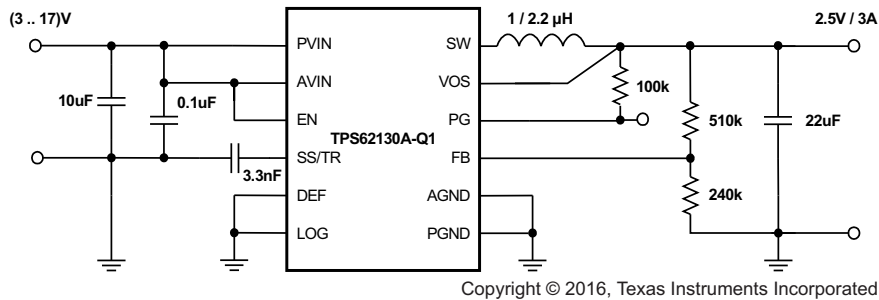 (3 .. 17)V
1 / 2.2 µH
2.5V / 3A
PVIN
SW
AVIN
VOS
100k
10uF
0.1uF
EN
PG
510k
22uF
TPS62130A-Q1
SS/TR
FB
3.3nF
DEF
AGND
240k
LOG
PGND
Copyright © 2016, Texas Instruments Incorporated